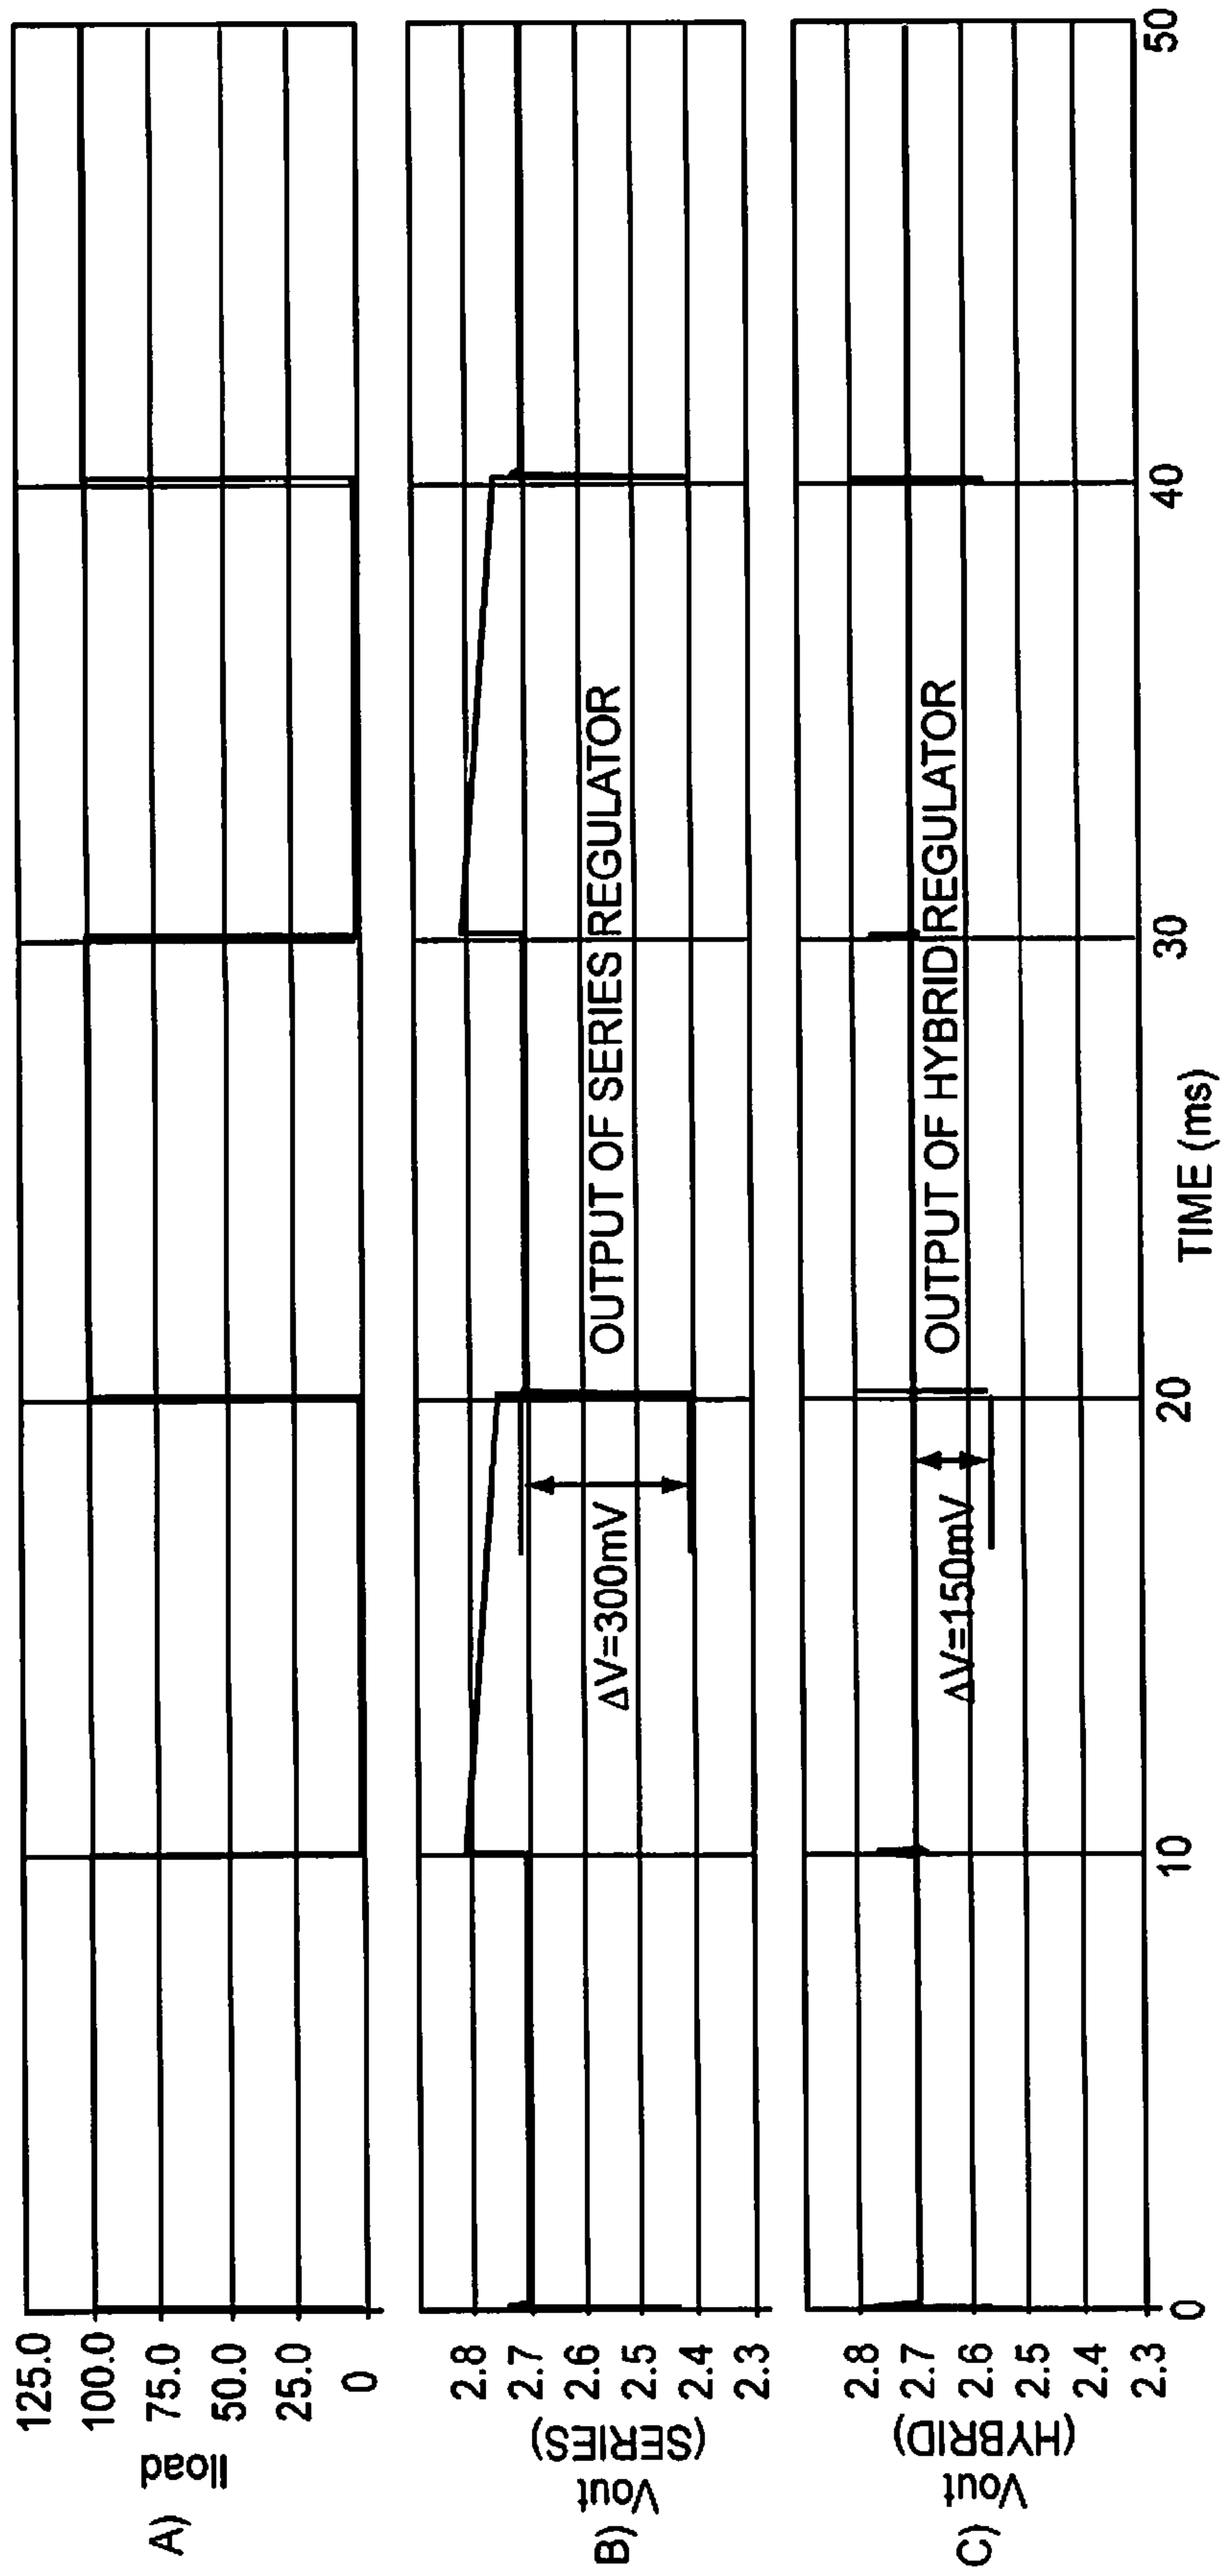 A) Iload
125.0
100.0
75.0
50.0
25.0
0
B) Vout
(SERIES)
2.8
2.7
2.6
2.5
2.4
2.3
ΔV=300mV
OUTPUT OF SERIES REGULATOR
C) Vout
(HYBRID)
2.8
2.7
2.6
2.5
2.4
2.3
ΔV=150mV
OUTPUT OF HYBRID REGULATOR
0
10
20
30
40
50
TIME (ms)